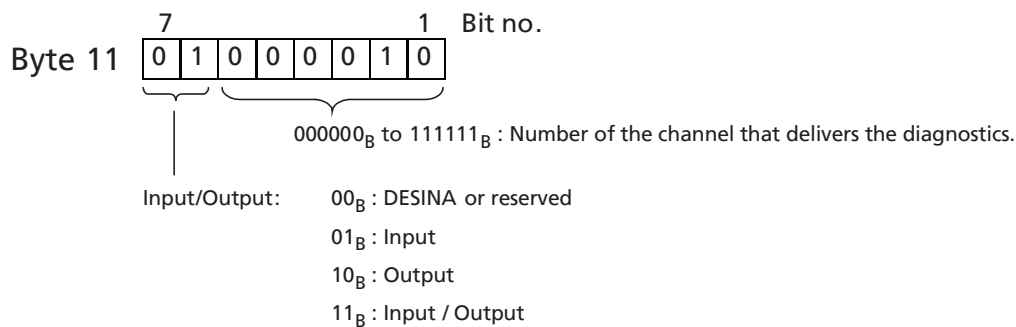 7 1 Bit no.
Byte 11 0 1 0 0 0 0 1 0
000000B to 111111B : Number of the channel that delivers the diagnostics.
Input/Output: 00B : DESINA or reserved
01B : Input
10B : Output
11B : Input / Output